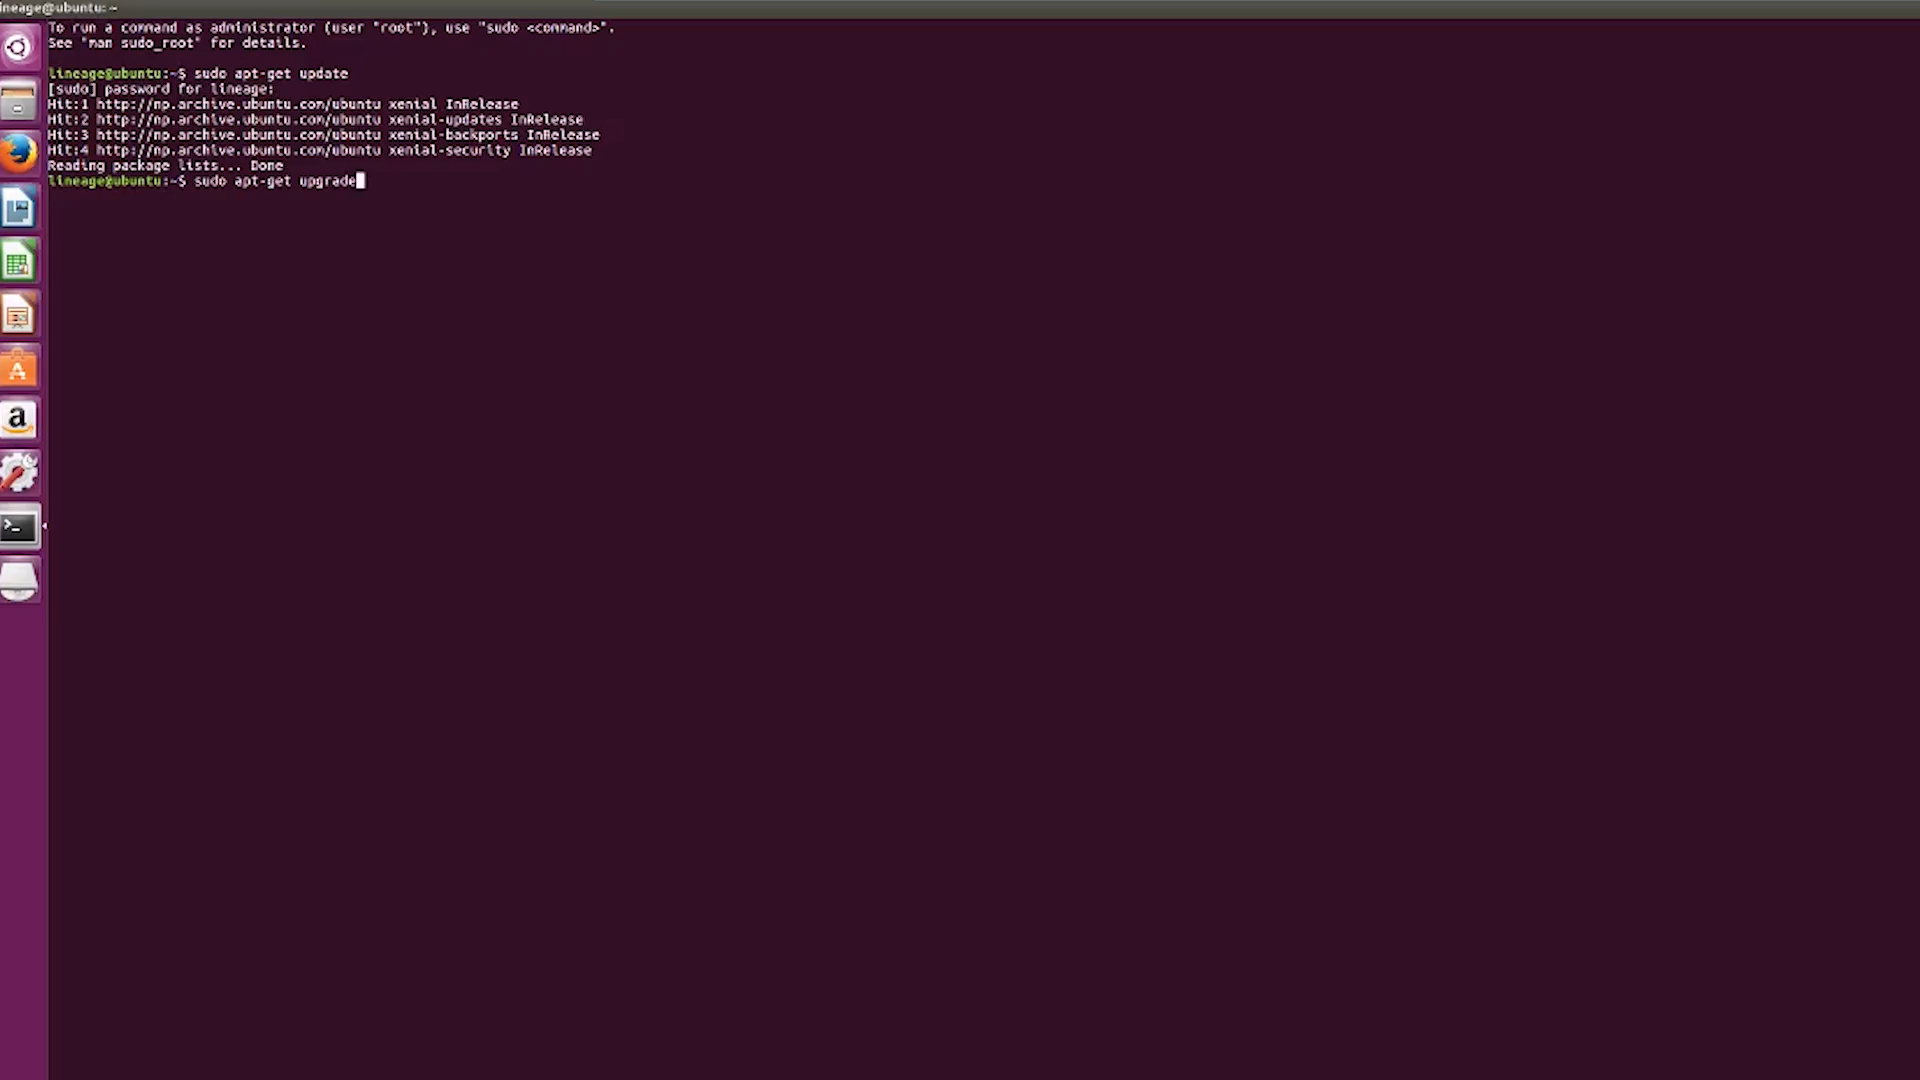 lineage@ubuntu: ~
To run a command as administrator (user "root"), use "sudo <command>".
See "man sudo_root" for details.
lineage@ubuntu:~$ sudo apt-get update
[sudo] password for lineage:
Hit:1 http://np.archive.ubuntu.com/ubuntu xenial InRelease
Hit:2 http://np.archive.ubuntu.com/ubuntu xenial-updates InRelease
Hit:3 http://np.archive.ubuntu.com/ubuntu xenial-backports InRelease
Hit:4 http://np.archive.ubuntu.com/ubuntu xenial-security InRelease
Reading package lists... Done
lineage@ubuntu:~$ sudo apt-get upgrade